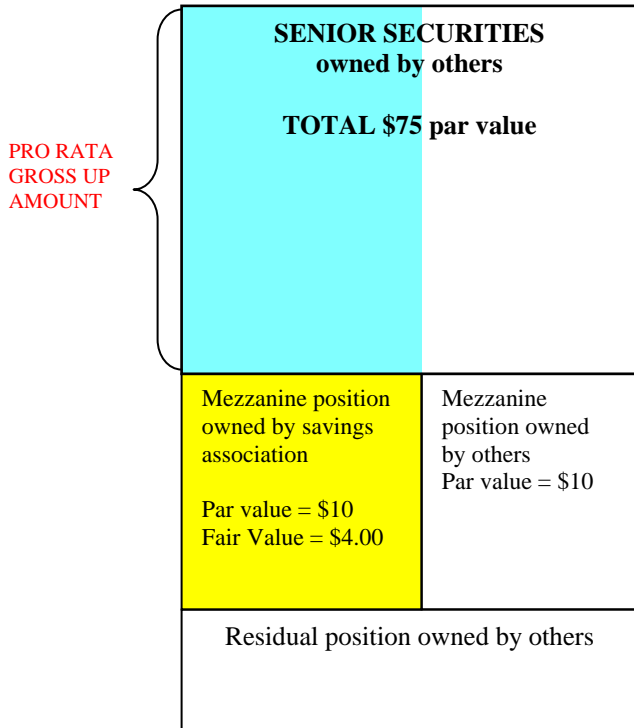 SENIOR SECURITIES
owned by others
TOTAL $75 par value
PRO RATA
GROSS UP
AMOUNT
Mezzanine position
owned by savings
association
Par value = $10
Fair Value = $4.00
Mezzanine
position owned
by others
Par value = $10
Residual position owned by others